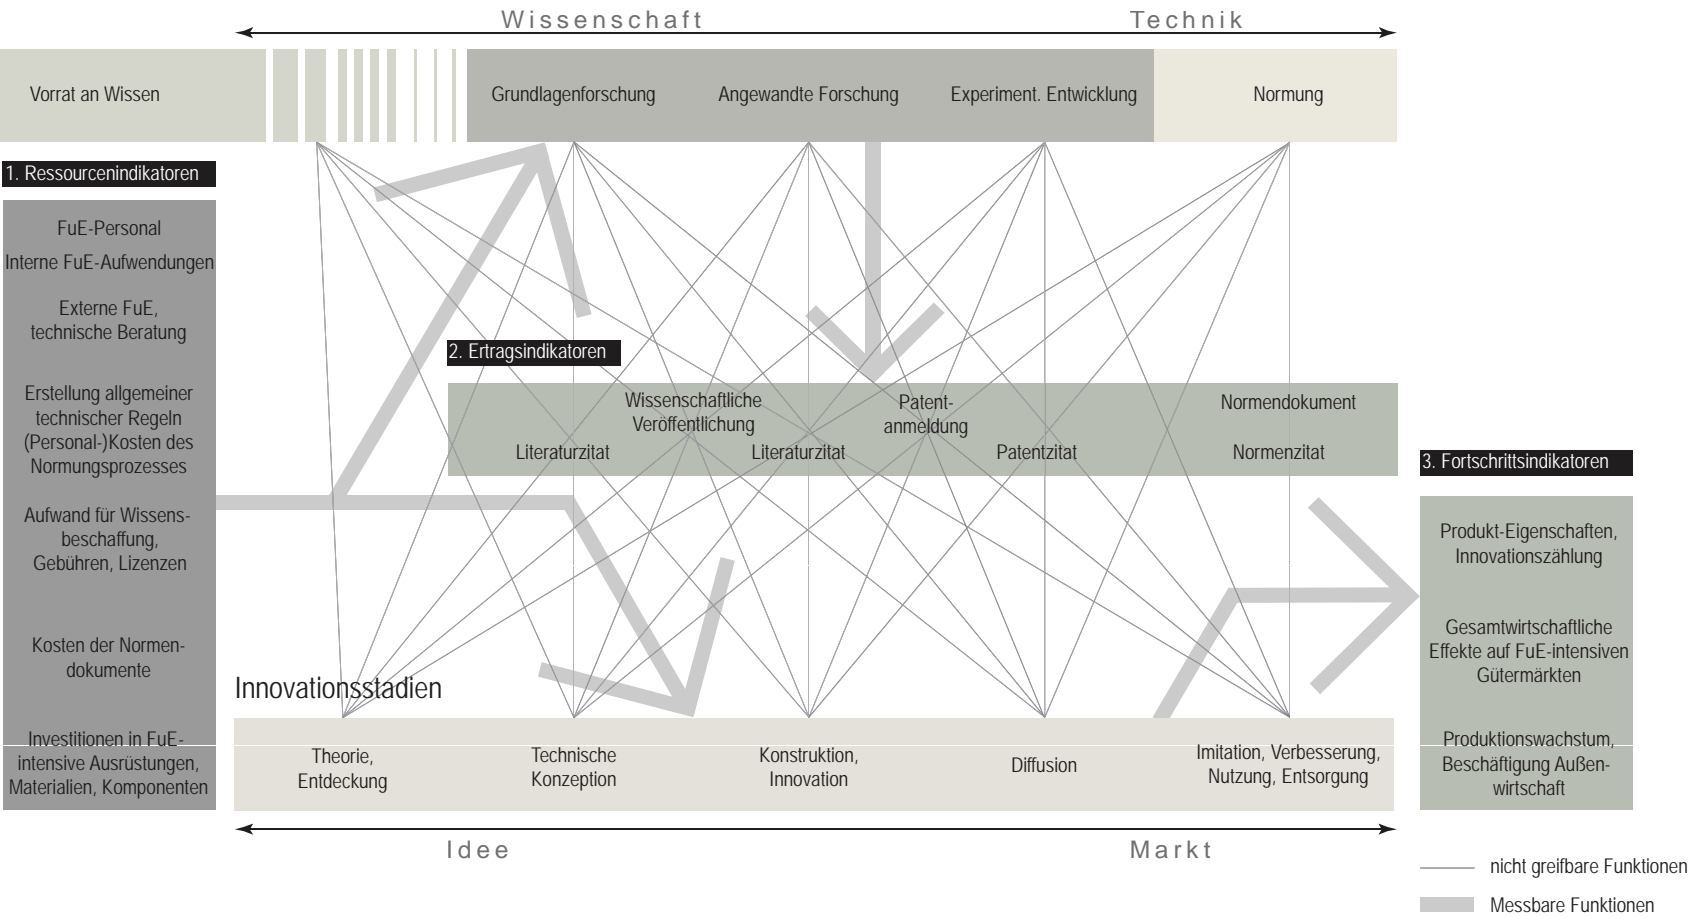 Wissenschaft
Technik
Vorrat an Wissen
Grundlagenforschung
Angewandte Forschung
Experiment. Entwicklung
Normung
1. Ressourcenindikatoren
FuE-Personal
Interne FuE-Aufwendungen
Externe FuE,
technische Beratung
Erstellung allgemeiner
technischer Regeln
(Personal-)Kosten des
Normungsprozesses
Aufwand für Wissens-
beschaffung,
Gebühren, Lizenzen
Kosten der Normen-
dokumente
Investitionen in FuE-
intensive Ausrüstungen,
Materialien, Komponenten
2. Ertragsindikatoren
Wissenschaftliche
Veröffentlichung
Patent-
anmeldung
Normendokument
Literaturzitat
Literaturzitat
Patentzitat
Normenzitat
3. Fortschrittsindikatoren
Produkt-Eigenschaften,
Innovationszählung
Gesamtwirtschaftliche
Effekte auf FuE-intensiven
Gütermärkten
Produktionswachstum,
Beschäftigung Außen-
wirtschaft
Innovationsstadien
Theorie,
Entdeckung
Technische
Konzeption
Konstruktion,
Innovation
Diffusion
Imitation, Verbesserung,
Nutzung, Entsorgung
Idee
Markt
nicht greifbare Funktionen
Messbare Funktionen